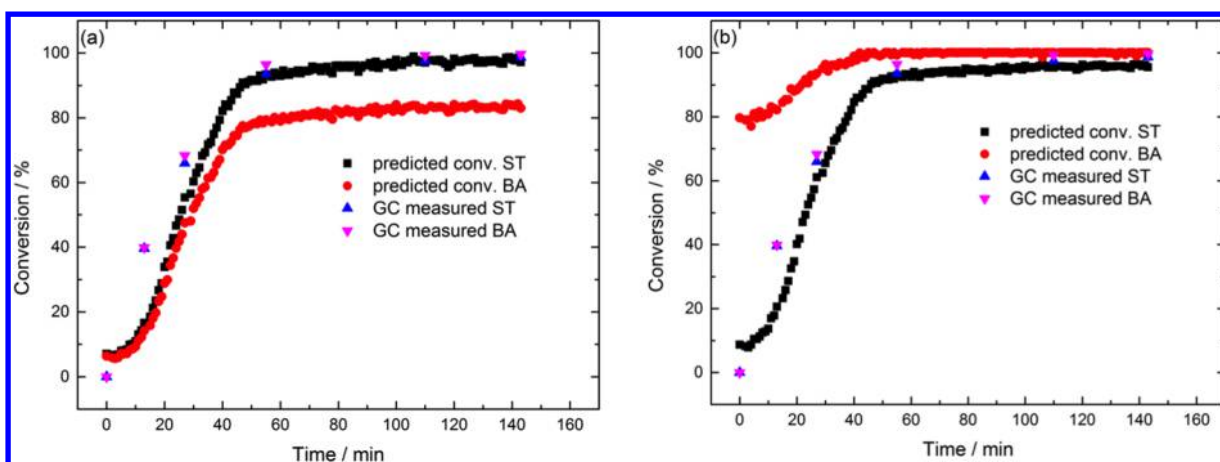 (a)
100
80
60
40
20
0
Conversion / %
predicted conv. ST
predicted conv. BA
GC measured ST
GC measured BA
0 20 40 60 80 100 120 140 160
Time / min
(b)
100
80
60
40
20
0
Conversion / %
predicted conv. ST
predicted conv. BA
GC measured ST
GC measured BA
0 20 40 60 80 100 120 140 160
Time / min